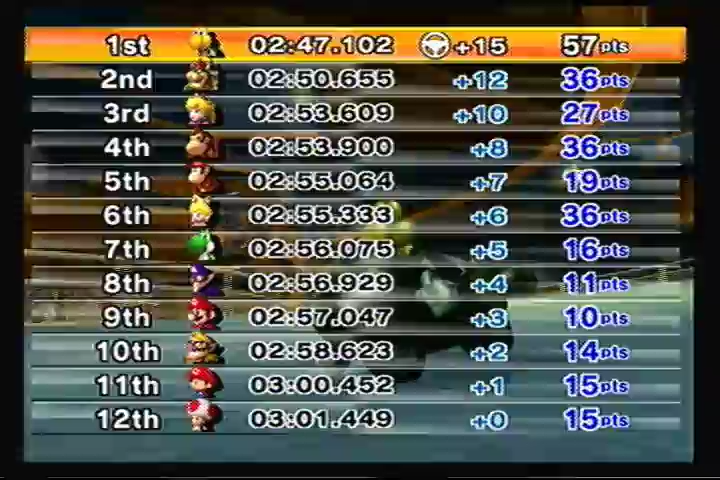 1st 02:47.102 +15 57pts
2nd 02:50.655 +12 36pts
3rd 02:53.609 +10 27pts
4th 02:53.900 +8 36pts
5th 02:55.064 +7 19pts
6th 02:55.333 +6 36pts
7th 02:56.075 +5 16pts
8th 02:56.929 +4 11pts
9th 02:57.047 +3 10pts
10th 02:58.623 +2 14pts
11th 03:00.452 +1 15pts
12th 03:01.449 +0 15pts